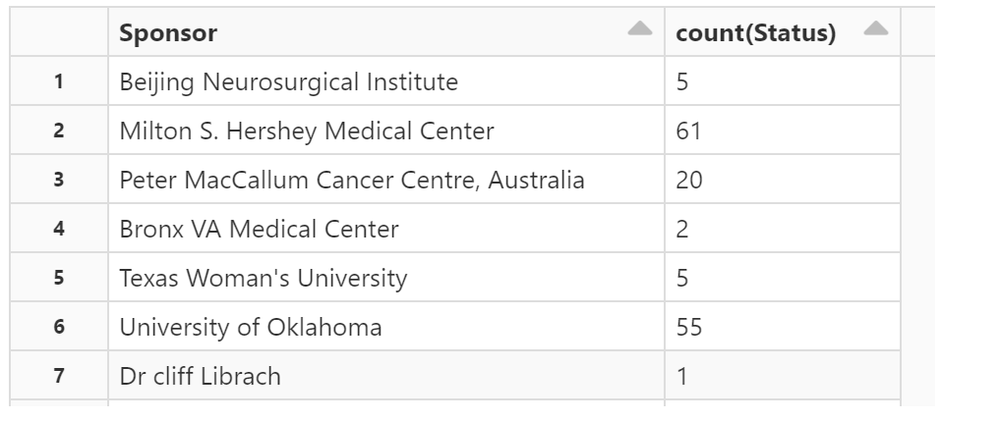 Sponsor count(Status)
1 Beijing Neurosurgical Institute 5
2 Milton S. Hershey Medical Center 61
3 Peter MacCallum Cancer Centre, Australia 20
4 Bronx VA Medical Center 2
5 Texas Woman's University 5
6 University of Oklahoma 55
7 Dr cliff Librach 1